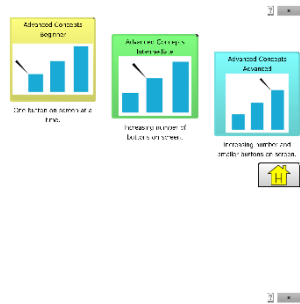 Advanced Concepts
Beginner
One button on screen at a
time.
Advanced Concepts
Intermediate
Increasing number of
buttons on screen.
Advanced Concepts
Advanced
Increasing number and
smaller buttons on screen.
H